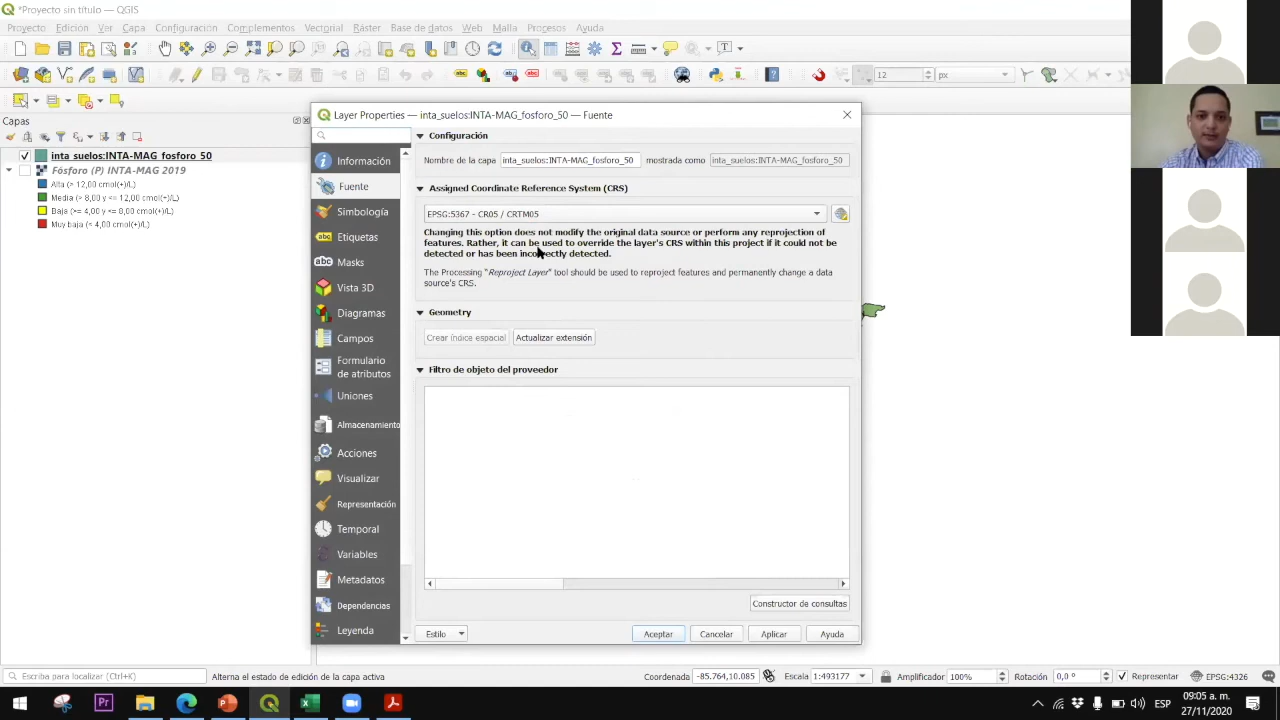 *Proyecto sin título — QGIS
Proyecto Edición Ver Capa Configuración Complementos Vectorial Ráster Base de datos Web Malla Procesos Ayuda
12 px
Capas
inta_suelos:INTA-MAG_fosforo_50
Fósforo (P) INTA-MAG 2019
Alta (> 12,00 cmol(+)/L)
Media (> 8,00 y <= 12,00 cmol(+)/L)
Baja (>= 4,00 y <= 8,00 cmol(+)/L)
Muy baja (< 4,00 cmol(+)/L)
Layer Properties — inta_suelos:INTA-MAG_fosforo_50 — Fuente
Información
Fuente
Simbología
Etiquetas
Masks
Vista 3D
Diagramas
Campos
Formulario
de atributos
Uniones
Almacenamiento
Acciones
Visualizar
Representación
Temporal
Variables
Metadatos
Dependencias
Leyenda
Configuración
Nombre de la capa inta_suelos:INTA-MAG_fosforo_50 mostrada como inta_suelos:INTA-MAG_fosforo_50
Assigned Coordinate Reference System (CRS)
EPSG:5367 - CR05 / CRTM05
Changing this option does not modify the original data source or perform any reprojection of
features. Rather, it can be used to override the layer's CRS within this project if it could not be
detected or has been incorrectly detected.
The Processing "Reproject Layer" tool should be used to reproject features and permanently change a data
source's CRS.
Geometry
Crear índice espacial Actualizar extensión
Filtro de objeto del proveedor
Constructor de consultas
Estilo Aceptar Cancelar Aplicar Ayuda
Escriba para localizar (Ctrl+K) Alterna el estado de edición de la capa activa Coordenada -85.764,10.085 Escala 1:493177 Amplificador 100% Rotación 0,0 ° Representar EPSG:4326
ESP
09:05 a. m.
27/11/2020